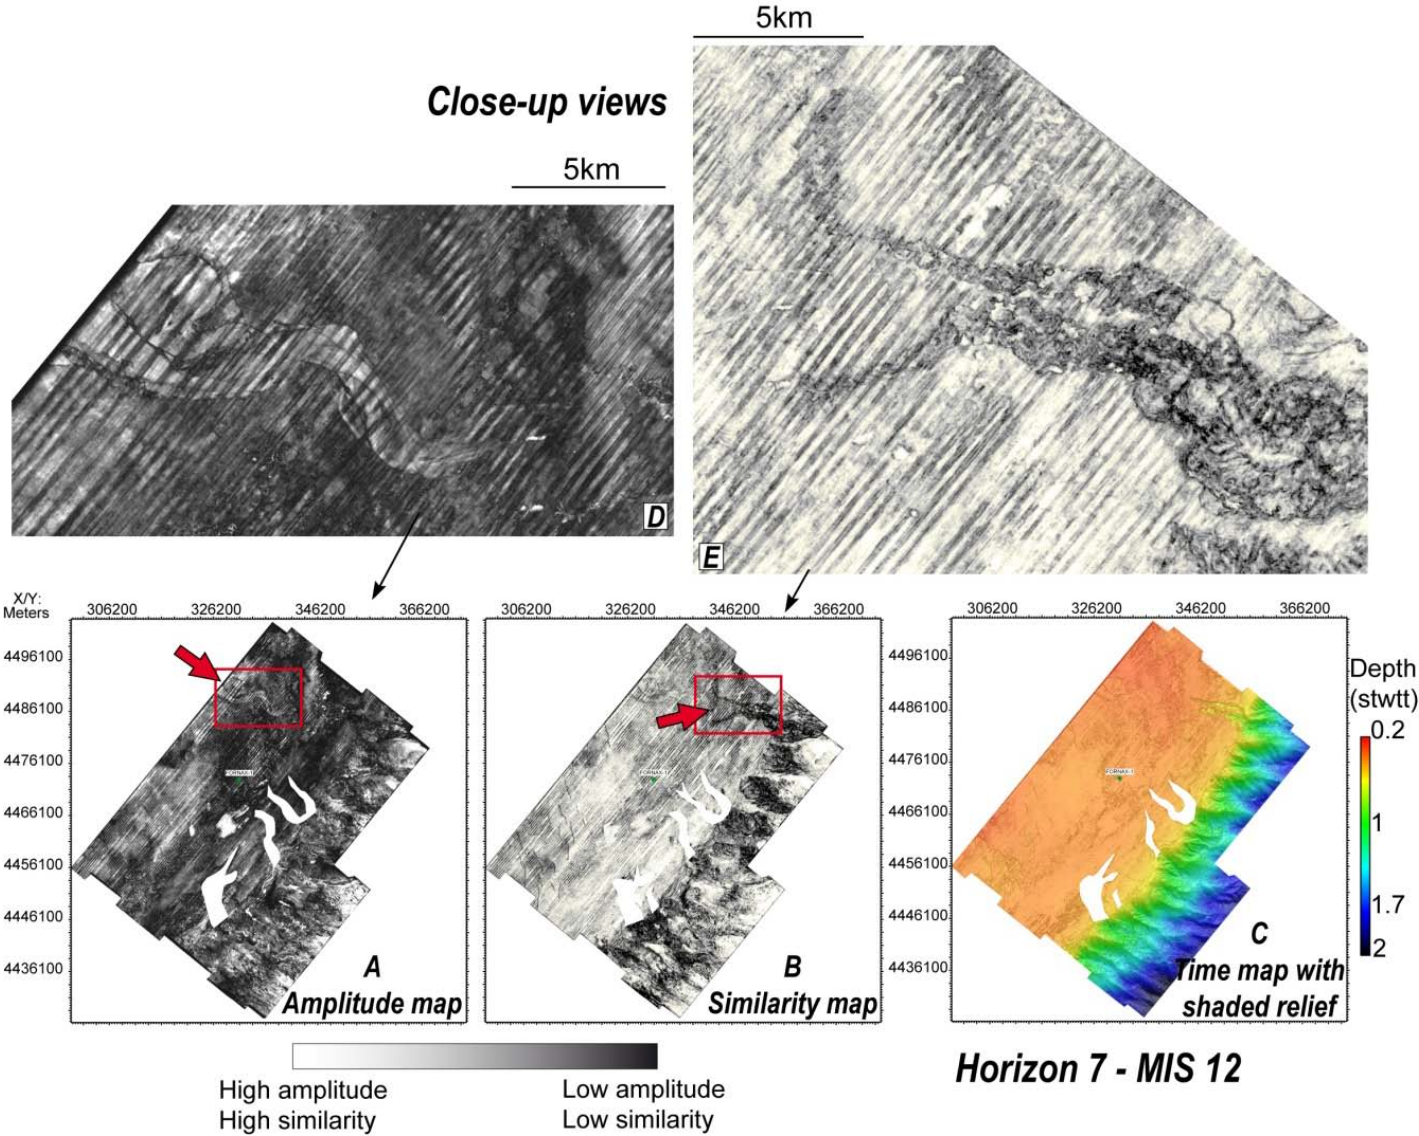 5km
Close-up views
5km
D
E
X/Y:
Meters
306200 326200 346200 366200
306200 326200 346200 366200
306200 326200 346200 366200
4496100
4486100
4476100
4466100
4456100
4446100
4436100
4496100
4486100
4476100
4466100
4456100
4446100
4436100
FORNAX-1
FORNAX-1
FORNAX-1
Depth
(stwtt)
0.2
1
1.7
2
A
Amplitude map
B
Similarity map
C
Time map with
shaded relief
High amplitude
High similarity
Low amplitude
Low similarity
Horizon 7 - MIS 12